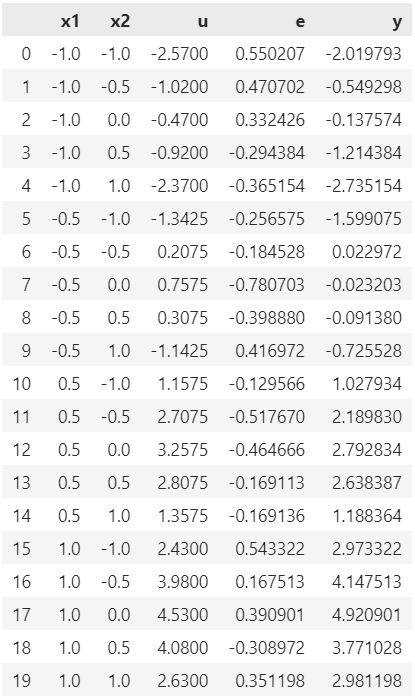 x1 x2 u e y
0 -1.0 -1.0 -2.5700 0.550207 -2.019793
1 -1.0 -0.5 -1.0200 0.470702 -0.549298
2 -1.0 0.0 -0.4700 0.332426 -0.137574
3 -1.0 0.5 -0.9200 -0.294384 -1.214384
4 -1.0 1.0 -2.3700 -0.365154 -2.735154
5 -0.5 -1.0 -1.3425 -0.256575 -1.599075
6 -0.5 -0.5 0.2075 -0.184528 0.022972
7 -0.5 0.0 0.7575 -0.780703 -0.023203
8 -0.5 0.5 0.3075 -0.398880 -0.091380
9 -0.5 1.0 -1.1425 0.416972 -0.725528
10 0.5 -1.0 1.1575 -0.129566 1.027934
11 0.5 -0.5 2.7075 -0.517670 2.189830
12 0.5 0.0 3.2575 -0.464666 2.792834
13 0.5 0.5 2.8075 -0.169113 2.638387
14 0.5 1.0 1.3575 -0.169136 1.188364
15 1.0 -1.0 2.4300 0.543322 2.973322
16 1.0 -0.5 3.9800 0.167513 4.147513
17 1.0 0.0 4.5300 0.390901 4.920901
18 1.0 0.5 4.0800 -0.308972 3.771028
19 1.0 1.0 2.6300 0.351198 2.981198